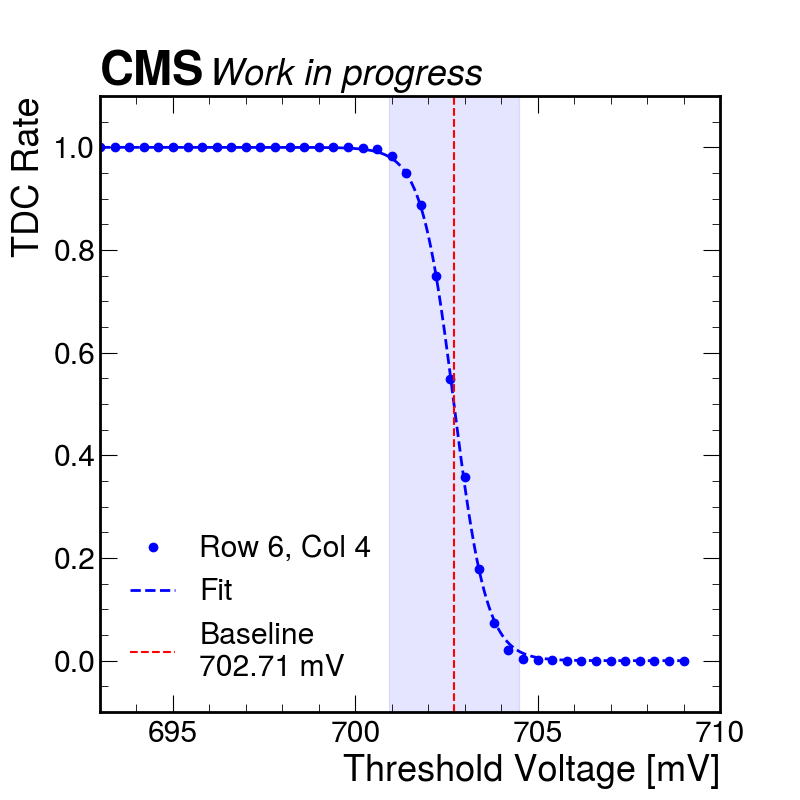 CMS Work in progress
TDC Rate
1.0
0.8
0.6
0.4
0.2
0.0
Row 6, Col 4
Fit
Baseline
702.71 mV
695 700 705 710
Threshold Voltage [mV]